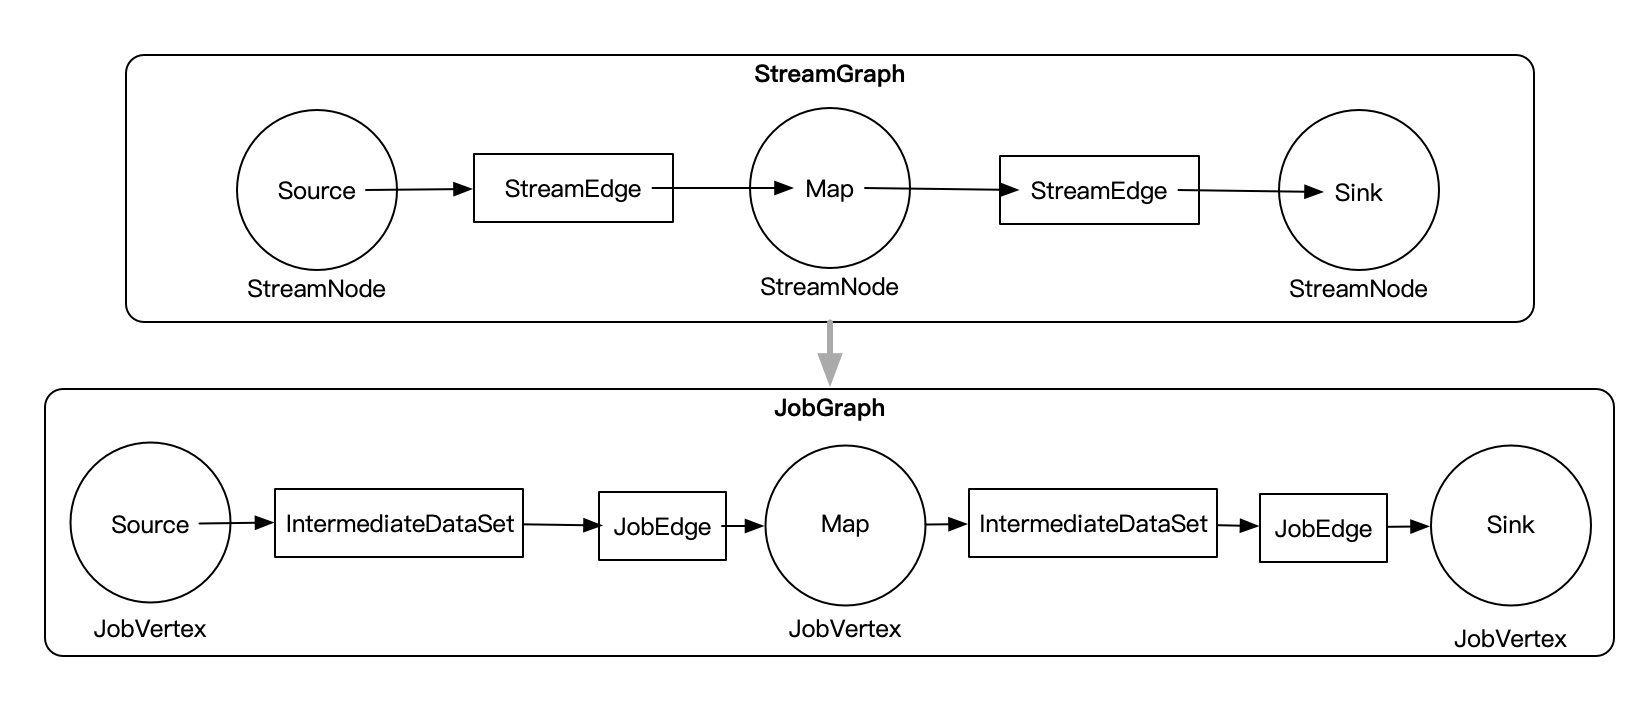 StreamGraph
Source
StreamEdge
Map
StreamEdge
Sink
StreamNode
StreamNode
StreamNode
JobGraph
Source
IntermediateDataSet
JobEdge
Map
IntermediateDataSet
JobEdge
Sink
JobVertex
JobVertex
JobVertex